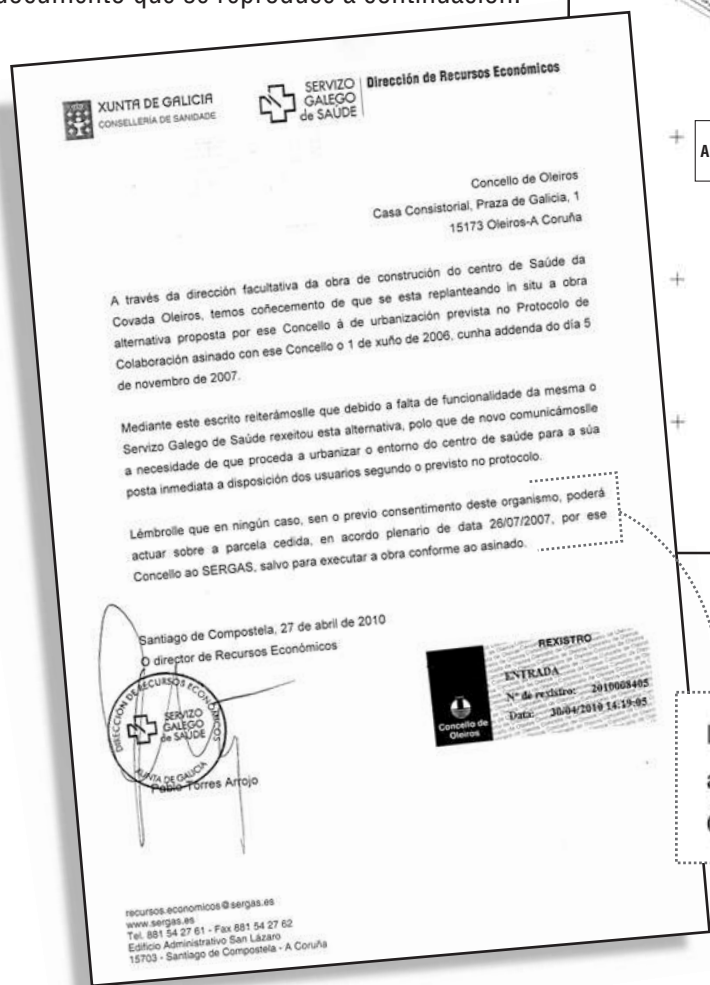 documento que se reproduce a continuación:
XUNTA DE GALICIA
CONSELLERÍA DE SANIDADE
SERVIZO
GALEGO
de SAÚDE
Dirección de Recursos Económicos
Concello de Oleiros
Casa Consistorial, Praza de Galicia, 1
15173 Oleiros-A Coruña
A través da dirección facultativa da obra de construción do centro de Saúde da
Covada Oleiros, temos coñecemento de que se esta replanteando in situ a obra
alternativa proposta por ese Concello á de urbanización prevista no Protocolo de
Colaboración asinado con ese Concello o 1 de xuño de 2006, cunha addenda do día 5
de novembro de 2007.
Mediante este escrito reiterámoslle que debido a falta de funcionalidade da mesma o
Servizo Galego de Saúde rexeitou esta alternativa, polo que de novo comunicámoslle
a necesidade de que proceda a urbanizar o entorno do centro de saúde para a súa
posta inmediata a disposición dos usuarios segundo o previsto no protocolo.
Lémbrolle que en ningún caso, sen o previo consentimento deste organismo, poderá
actuar sobre a parcela cedida, en acordo plenario de data 26/07/2007, por ese
Concello ao SERGAS, salvo para executar a obra conforme ao asinado.
Santiago de Compostela, 27 de abril de 2010
O director de Recursos Económicos
DIRECCIÓN DE RECURSOS ECONÓMICOS
SERVIZO
GALEGO
de SAÚDE
XUNTA DE GALICIA
Pablo Torres Arrojo
Concello de
Oleiros
REXISTRO
ENTRADA
Nº de rexistro: 2010008405
Data: 30/04/2010 14:19:05
recursos.economicos@sergas.es
www.sergas.es
Tel. 881 54 27 61 - Fax 881 54 27 62
Edificio Administrativo San Lázaro
15703 - Santiago de Compostela - A Coruña
A